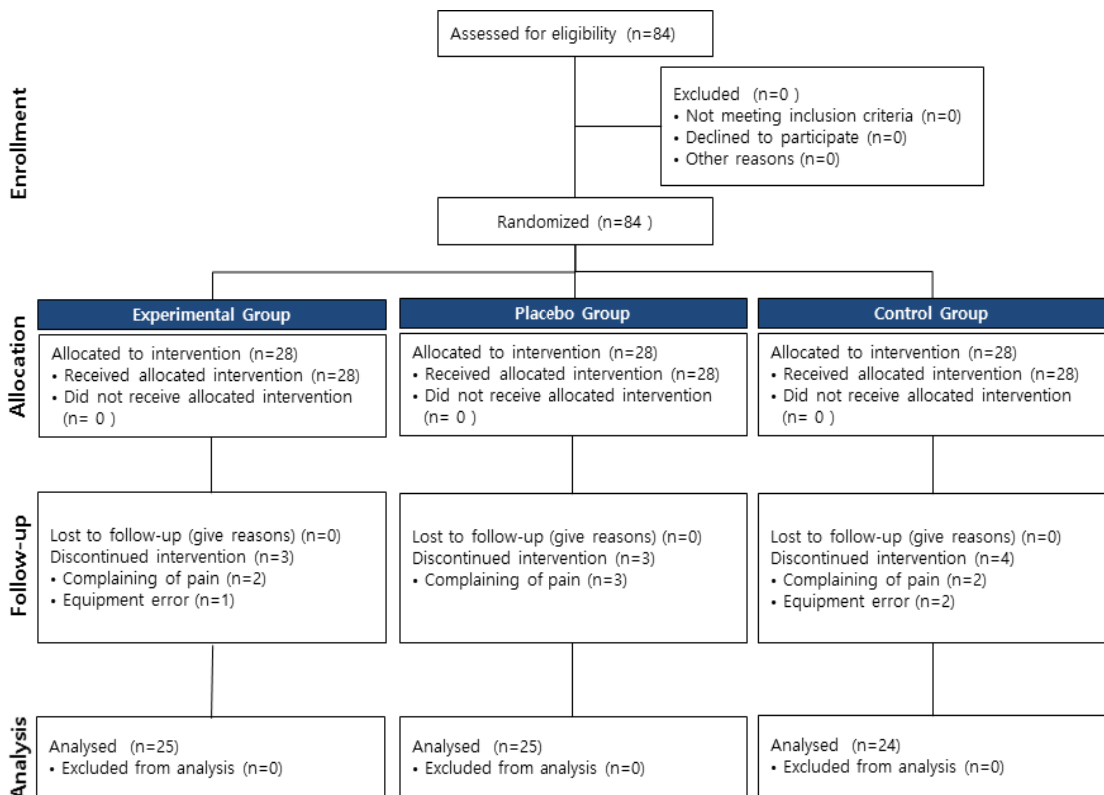 Enrollment
Assessed for eligibility (n=84)
Excluded (n=0 )
• Not meeting inclusion criteria (n=0)
• Declined to participate (n=0)
• Other reasons (n=0)
Randomized (n=84 )
Allocation
Experimental Group
Allocated to intervention (n=28)
• Received allocated intervention (n=28)
• Did not receive allocated intervention
(n= 0 )
Placebo Group
Allocated to intervention (n=28)
• Received allocated intervention (n=28)
• Did not receive allocated intervention
(n= 0 )
Control Group
Allocated to intervention (n=28)
• Received allocated intervention (n=28)
• Did not receive allocated intervention
(n= 0 )
Follow-up
Lost to follow-up (give reasons) (n=0)
Discontinued intervention (n=3)
• Complaining of pain (n=2)
• Equipment error (n=1)
Lost to follow-up (give reasons) (n=0)
Discontinued intervention (n=3)
• Complaining of pain (n=3)
Lost to follow-up (give reasons) (n=0)
Discontinued intervention (n=4)
• Complaining of pain (n=2)
• Equipment error (n=2)
Analysis
Analysed (n=25)
• Excluded from analysis (n=0)
Analysed (n=25)
• Excluded from analysis (n=0)
Analysed (n=24)
• Excluded from analysis (n=0)